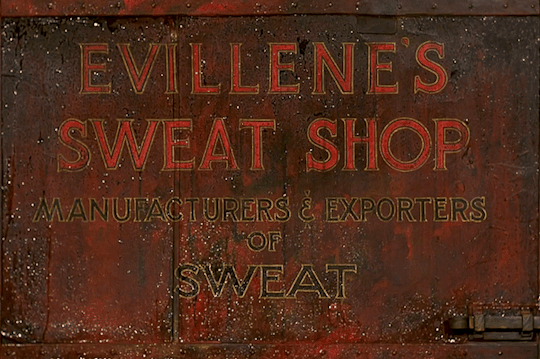 EVILLENE'S
SWEAT SHOP
MANUFACTURERS & EXPORTERS
OF
SWEAT